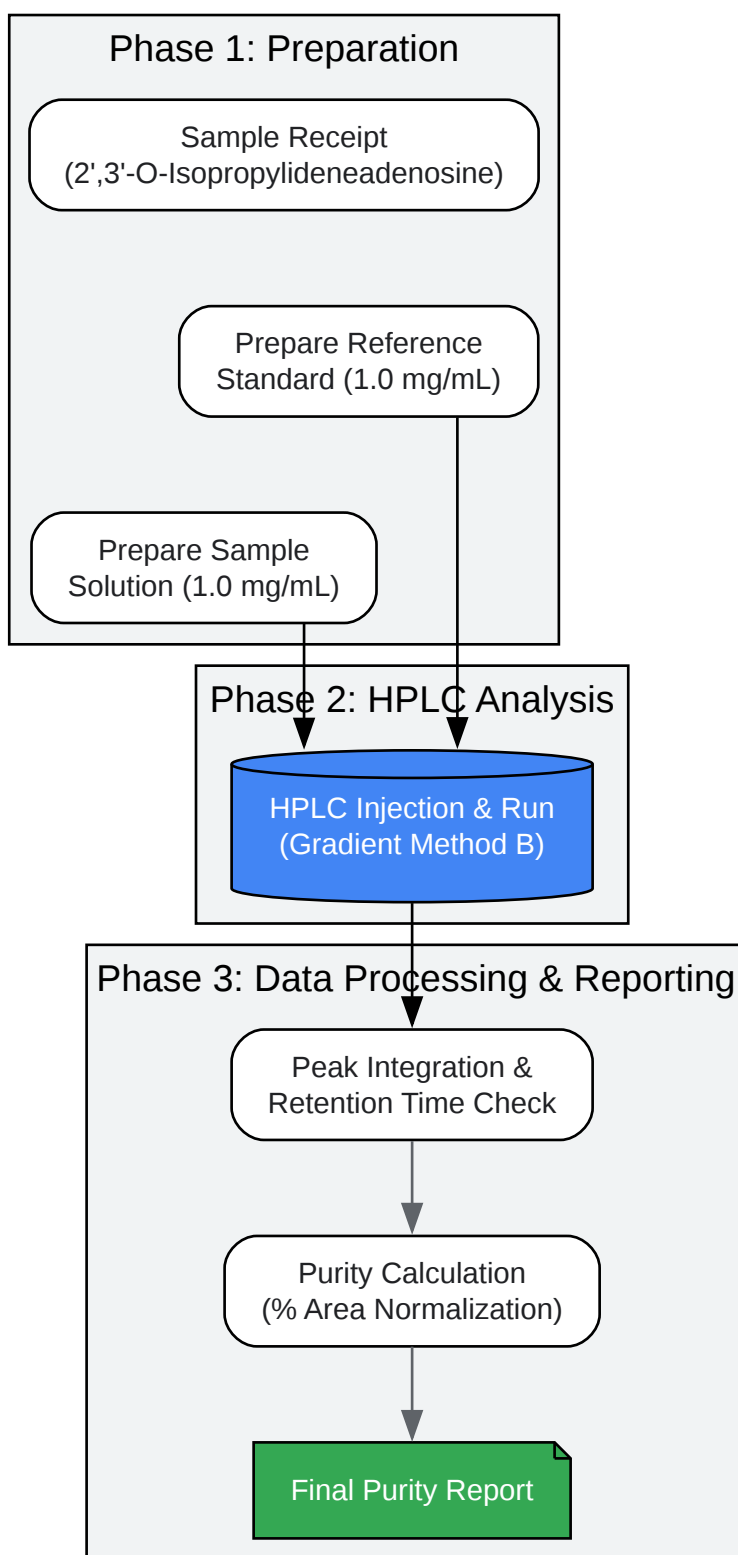 Phase 1: Preparation
Sample Receipt
(2',3'-O-Isopropylideneadenosine)
Prepare Reference
Standard (1.0 mg/mL)
Prepare Sample
Solution (1.0 mg/mL)
Phase 2: HPLC Analysis
HPLC Injection & Run
(Gradient Method B)
Phase 3: Data Processing & Reporting
Peak Integration &
Retention Time Check
Purity Calculation
(% Area Normalization)
Final Purity Report